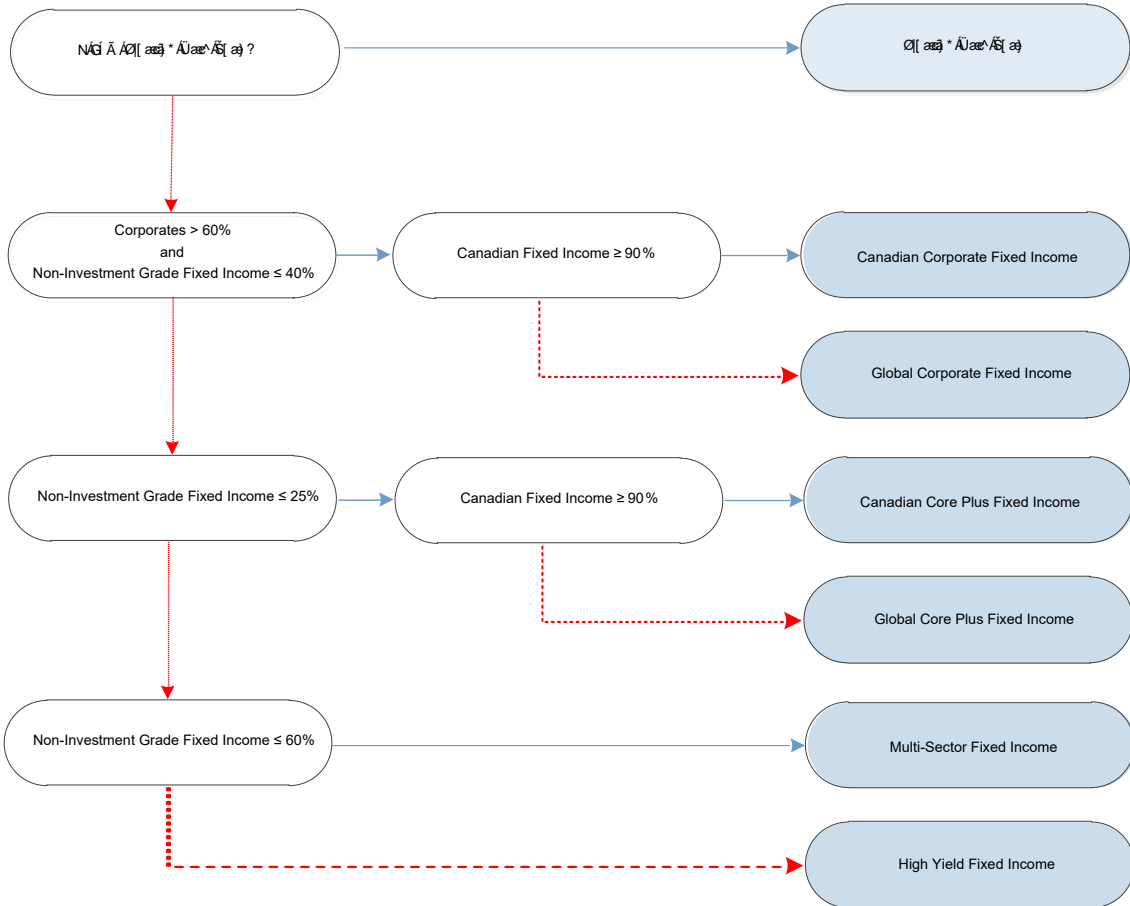 Corporates > 60%
and
Non-Investment Grade Fixed Income ≤ 40%
Canadian Fixed Income ≥ 90%
Canadian Corporate Fixed Income
Global Corporate Fixed Income
Non-Investment Grade Fixed Income ≤ 25%
Canadian Fixed Income ≥ 90%
Canadian Core Plus Fixed Income
Global Core Plus Fixed Income
Non-Investment Grade Fixed Income ≤ 60%
Multi-Sector Fixed Income
High Yield Fixed Income